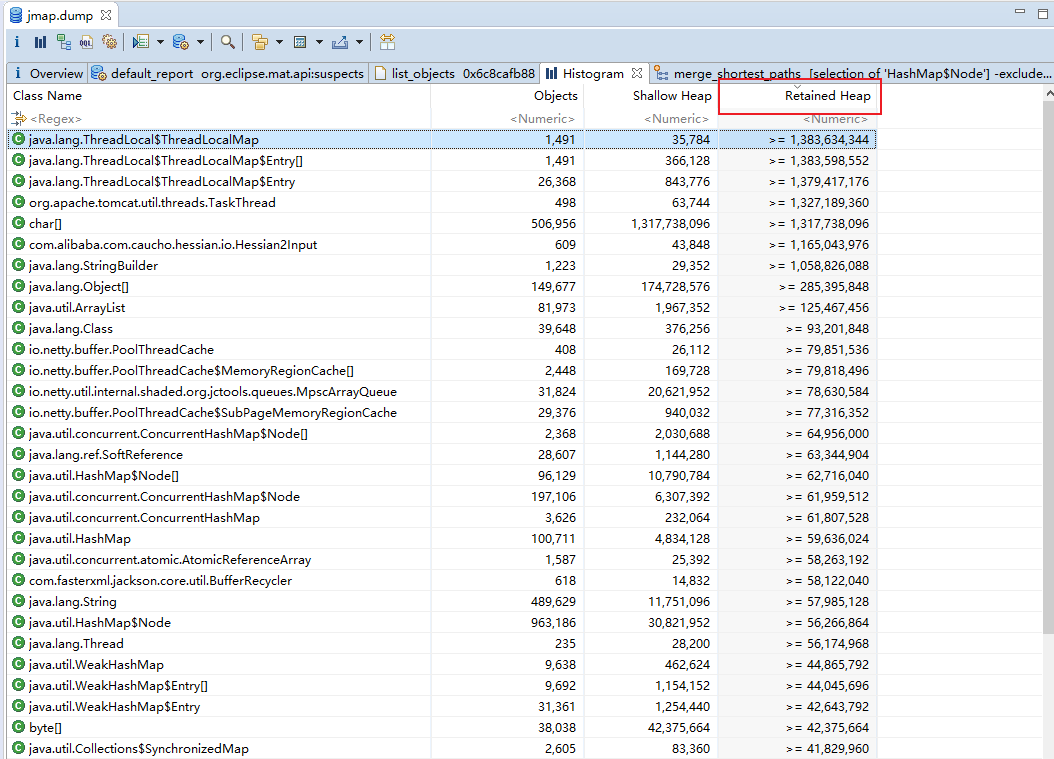 jmap.dump
i OQL
i Overview default_report org.eclipse.mat.api:suspects list_objects 0x6c8cafb88 Histogram merge_shortest_paths [selection of 'HashMap$Node'] -exclude...
Class Name Objects Shallow Heap Retained Heap
<Regex> <Numeric> <Numeric> <Numeric>
java.lang.ThreadLocal$ThreadLocalMap 1,491 35,784 >= 1,383,634,344
java.lang.ThreadLocal$ThreadLocalMap$Entry[] 1,491 366,128 >= 1,383,598,552
java.lang.ThreadLocal$ThreadLocalMap$Entry 26,368 843,776 >= 1,379,417,176
org.apache.tomcat.util.threads.TaskThread 498 63,744 >= 1,327,189,360
char[] 506,956 1,317,738,096 >= 1,317,738,096
com.alibaba.com.caucho.hessian.io.Hessian2Input 609 43,848 >= 1,165,043,976
java.lang.StringBuilder 1,223 29,352 >= 1,058,826,088
java.lang.Object[] 149,677 174,728,576 >= 285,395,848
java.util.ArrayList 81,973 1,967,352 >= 125,467,456
java.lang.Class 39,648 376,256 >= 93,201,848
io.netty.buffer.PoolThreadCache 408 26,112 >= 79,851,536
io.netty.buffer.PoolThreadCache$MemoryRegionCache[] 2,448 169,728 >= 79,818,496
io.netty.util.internal.shaded.org.jctools.queues.MpscArrayQueue 31,824 20,621,952 >= 78,630,584
io.netty.buffer.PoolThreadCache$SubPageMemoryRegionCache 29,376 940,032 >= 77,316,352
java.util.concurrent.ConcurrentHashMap$Node[] 2,368 2,030,688 >= 64,956,000
java.lang.ref.SoftReference 28,607 1,144,280 >= 63,344,904
java.util.HashMap$Node[] 96,129 10,790,784 >= 62,716,040
java.util.concurrent.ConcurrentHashMap$Node 197,106 6,307,392 >= 61,959,512
java.util.concurrent.ConcurrentHashMap 3,626 232,064 >= 61,807,528
java.util.HashMap 100,711 4,834,128 >= 59,636,024
java.util.concurrent.atomic.AtomicReferenceArray 1,587 25,392 >= 58,263,192
com.fasterxml.jackson.core.util.BufferRecycler 618 14,832 >= 58,122,040
java.lang.String 489,629 11,751,096 >= 57,985,128
java.util.HashMap$Node 963,186 30,821,952 >= 56,266,864
java.lang.Thread 235 28,200 >= 56,174,968
java.util.WeakHashMap 9,638 462,624 >= 44,865,792
java.util.WeakHashMap$Entry[] 9,692 1,154,152 >= 44,045,696
java.util.WeakHashMap$Entry 31,361 1,254,440 >= 42,643,792
byte[] 38,038 42,375,664 >= 42,375,664
java.util.Collections$SynchronizedMap 2,605 83,360 >= 41,829,960